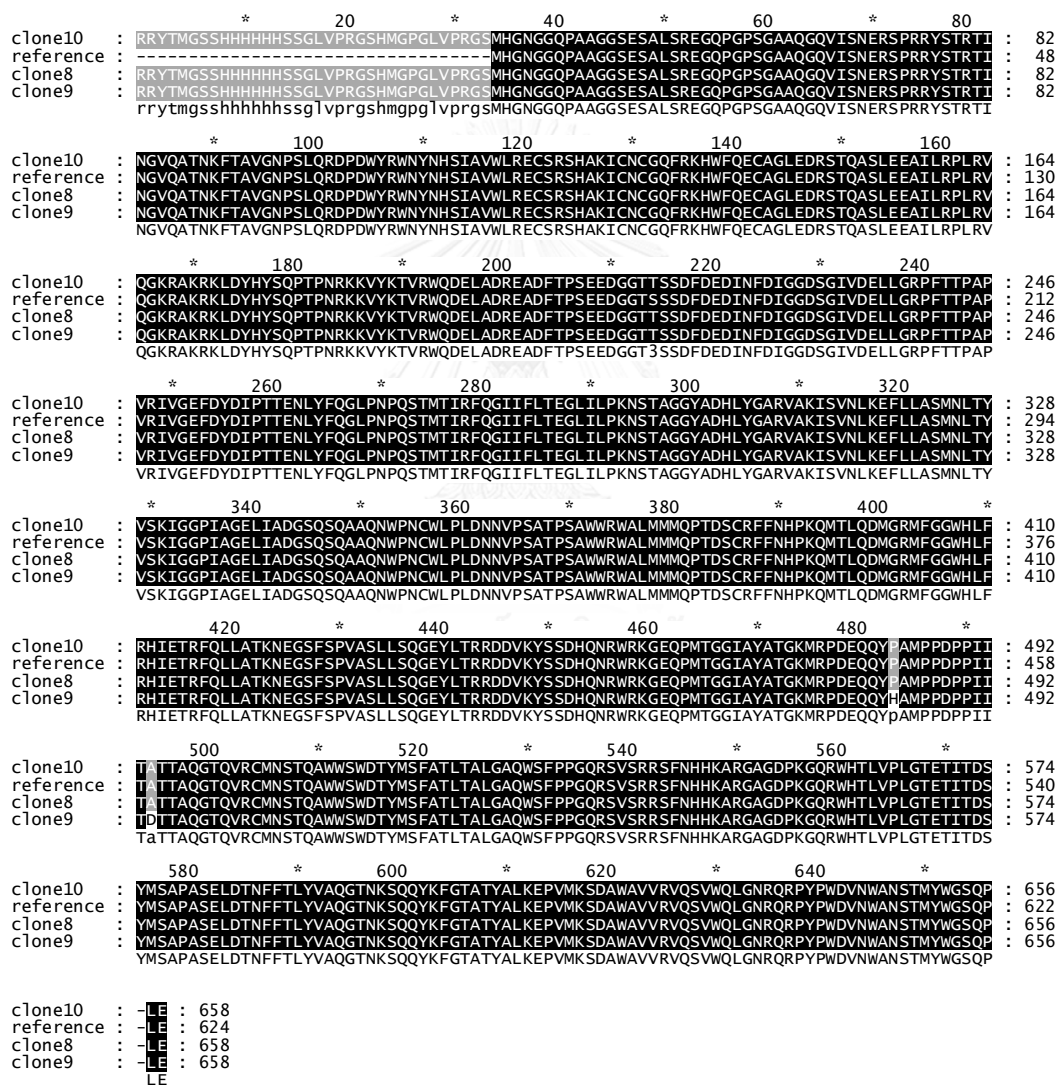 * 20 * 40 * 60 * 80
clone10 : RRYTMGSSHHHHHHSSGLVPRGSHMGPGLVPRGSMHGNGGQPAAGGSESALSREGQPGPSGAAQGQVISNERSPRRYSTRTI : 82
reference : ----------------------------------MHGNGGQPAAGGSESALSREGQPGPSGAAQGQVISNERSPRRYSTRTI : 48
clone8 : RRYTMGSSHHHHHHSSGLVPRGSHMGPGLVPRGSMHGNGGQPAAGGSESALSREGQPGPSGAAQGQVISNERSPRRYSTRTI : 82
clone9 : RRYTMGSSHHHHHHSSGLVPRGSHMGPGLVPRGSMHGNGGQPAAGGSESALSREGQPGPSGAAQGQVISNERSPRRYSTRTI : 82
rrytmgsshhhhhhssglvprgshmgpglvprgsMHGNGGQPAAGGSESALSREGQPGPSGAAQGQVISNERSPRRYSTRTI
* 100 * 120 * 140 * 160
clone10 : NGVQATNKFTAVGNPSLQRDPDWYRWNYNHSIAVWLRECSRSHAKICNCGQFRKHWFQECAGLEDRSTQASLEEAILRPLRV : 164
reference : NGVQATNKFTAVGNPSLQRDPDWYRWNYNHSIAVWLRECSRSHAKICNCGQFRKHWFQECAGLEDRSTQASLEEAILRPLRV : 130
clone8 : NGVQATNKFTAVGNPSLQRDPDWYRWNYNHSIAVWLRECSRSHAKICNCGQFRKHWFQECAGLEDRSTQASLEEAILRPLRV : 164
clone9 : NGVQATNKFTAVGNPSLQRDPDWYRWNYNHSIAVWLRECSRSHAKICNCGQFRKHWFQECAGLEDRSTQASLEEAILRPLRV : 164
NGVQATNKFTAVGNPSLQRDPDWYRWNYNHSIAVWLRECSRSHAKICNCGQFRKHWFQECAGLEDRSTQASLEEAILRPLRV
* 180 * 200 * 220 * 240
clone10 : QGKRAKRKLDYHYSQPTPNRKKVYKTVRWQDELADREADFTPSEEDGGTTSSDFDEDINFDIGGDSGIVDELLGRPFTTPAP : 246
reference : QGKRAKRKLDYHYSQPTPNRKKVYKTVRWQDELADREADFTPSEEDGGTTSSDFDEDINFDIGGDSGIVDELLGRPFTTPAP : 212
clone8 : QGKRAKRKLDYHYSQPTPNRKKVYKTVRWQDELADREADFTPSEEDGGTTSSDFDEDINFDIGGDSGIVDELLGRPFTTPAP : 246
clone9 : QGKRAKRKLDYHYSQPTPNRKKVYKTVRWQDELADREADFTPSEEDGGTTSSDFDEDINFDIGGDSGIVDELLGRPFTTPAP : 246
QGKRAKRKLDYHYSQPTPNRKKVYKTVRWQDELADREADFTPSEEDGGT3SSDFDEDINFDIGGDSGIVDELLGRPFTTPAP
* 260 * 280 * 300 * 320
clone10 : VRIVGEFDYDIPTTENLYFQGLPNPQSTMTIRFQGIIFLTEGLILPKNSTAGGYADHLYGARVAKISVNLKEFLLASMNLTY : 328
reference : VRIVGEFDYDIPTTENLYFQGLPNPQSTMTIRFQGIIFLTEGLILPKNSTAGGYADHLYGARVAKISVNLKEFLLASMNLTY : 294
clone8 : VRIVGEFDYDIPTTENLYFQGLPNPQSTMTIRFQGIIFLTEGLILPKNSTAGGYADHLYGARVAKISVNLKEFLLASMNLTY : 328
clone9 : VRIVGEFDYDIPTTENLYFQGLPNPQSTMTIRFQGIIFLTEGLILPKNSTAGGYADHLYGARVAKISVNLKEFLLASMNLTY : 328
VRIVGEFDYDIPTTENLYFQGLPNPQSTMTIRFQGIIFLTEGLILPKNSTAGGYADHLYGARVAKISVNLKEFLLASMNLTY
* 340 * 360 * 380 * 400 *
clone10 : VSKIGGPIAGELIADGSQSQAAQNWPNCWLPLDNNVPSATPSAWWRWALMMMQPTDSCRFFNHPKQMTLQDMGRMFGGWHLF : 410
reference : VSKIGGPIAGELIADGSQSQAAQNWPNCWLPLDNNVPSATPSAWWRWALMMMQPTDSCRFFNHPKQMTLQDMGRMFGGWHLF : 376
clone8 : VSKIGGPIAGELIADGSQSQAAQNWPNCWLPLDNNVPSATPSAWWRWALMMMQPTDSCRFFNHPKQMTLQDMGRMFGGWHLF : 410
clone9 : VSKIGGPIAGELIADGSQSQAAQNWPNCWLPLDNNVPSATPSAWWRWALMMMQPTDSCRFFNHPKQMTLQDMGRMFGGWHLF : 410
VSKIGGPIAGELIADGSQSQAAQNWPNCWLPLDNNVPSATPSAWWRWALMMMQPTDSCRFFNHPKQMTLQDMGRMFGGWHLF
420 * 440 * 460 * 480 *
clone10 : RHIETRFQLLATKNEGSFSPVASLLSQGEYLTRRDDVKYSSDHQNRWRKGEQPMTGGIAYATGKMRPDEQQYPAMPPDPPII : 492
reference : RHIETRFQLLATKNEGSFSPVASLLSQGEYLTRRDDVKYSSDHQNRWRKGEQPMTGGIAYATGKMRPDEQQYPAMPPDPPII : 458
clone8 : RHIETRFQLLATKNEGSFSPVASLLSQGEYLTRRDDVKYSSDHQNRWRKGEQPMTGGIAYATGKMRPDEQQYPAMPPDPPII : 492
clone9 : RHIETRFQLLATKNEGSFSPVASLLSQGEYLTRRDDVKYSSDHQNRWRKGEQPMTGGIAYATGKMRPDEQQYHAMPPDPPII : 492
RHIETRFQLLATKNEGSFSPVASLLSQGEYLTRRDDVKYSSDHQNRWRKGEQPMTGGIAYATGKMRPDEQQYpAMPPDPPII
500 * 520 * 540 * 560 *
clone10 : TATTAQGTQVRCMNSTQAWWSWDTYMSFATLTALGAQWSFPPGQRSVSRRSFNHHKARGAGDPKGQRWHTLVPLGTETITDS : 574
reference : TATTAQGTQVRCMNSTQAWWSWDTYMSFATLTALGAQWSFPPGQRSVSRRSFNHHKARGAGDPKGQRWHTLVPLGTETITDS : 540
clone8 : TATTAQGTQVRCMNSTQAWWSWDTYMSFATLTALGAQWSFPPGQRSVSRRSFNHHKARGAGDPKGQRWHTLVPLGTETITDS : 574
clone9 : TDTTAQGTQVRCMNSTQAWWSWDTYMSFATLTALGAQWSFPPGQRSVSRRSFNHHKARGAGDPKGQRWHTLVPLGTETITDS : 574
TaTTAQGTQVRCMNSTQAWWSWDTYMSFATLTALGAQWSFPPGQRSVSRRSFNHHKARGAGDPKGQRWHTLVPLGTETITDS
580 * 600 * 620 * 640 *
clone10 : YMSAPASELDTNFFTLYVAQGTNKSQQYKFGTATYALKEPVMKSDAWAVVRVQSVWQLGNRQRPYPWDVNWANSTMYWGSQP : 656
reference : YMSAPASELDTNFFTLYVAQGTNKSQQYKFGTATYALKEPVMKSDAWAVVRVQSVWQLGNRQRPYPWDVNWANSTMYWGSQP : 622
clone8 : YMSAPASELDTNFFTLYVAQGTNKSQQYKFGTATYALKEPVMKSDAWAVVRVQSVWQLGNRQRPYPWDVNWANSTMYWGSQP : 656
clone9 : YMSAPASELDTNFFTLYVAQGTNKSQQYKFGTATYALKEPVMKSDAWAVVRVQSVWQLGNRQRPYPWDVNWANSTMYWGSQP : 656
YMSAPASELDTNFFTLYVAQGTNKSQQYKFGTATYALKEPVMKSDAWAVVRVQSVWQLGNRQRPYPWDVNWANSTMYWGSQP
clone10 : -LE : 658
reference : -LE : 624
clone8 : -LE : 658
clone9 : -LE : 658
LE